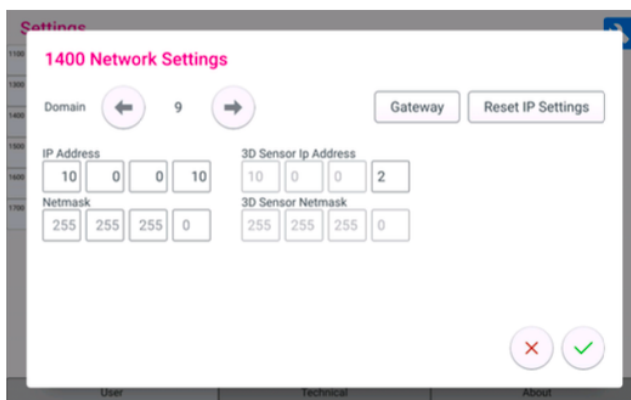 Settings
1100
1300
1400
1500
1600
1700
1400 Network Settings
Domain 9 Gateway Reset IP Settings
IP Address 3D Sensor Ip Address
10 0 0 10 10 0 0 2
Netmask 3D Sensor Netmask
255 255 255 0 255 255 255 0
User Technical About